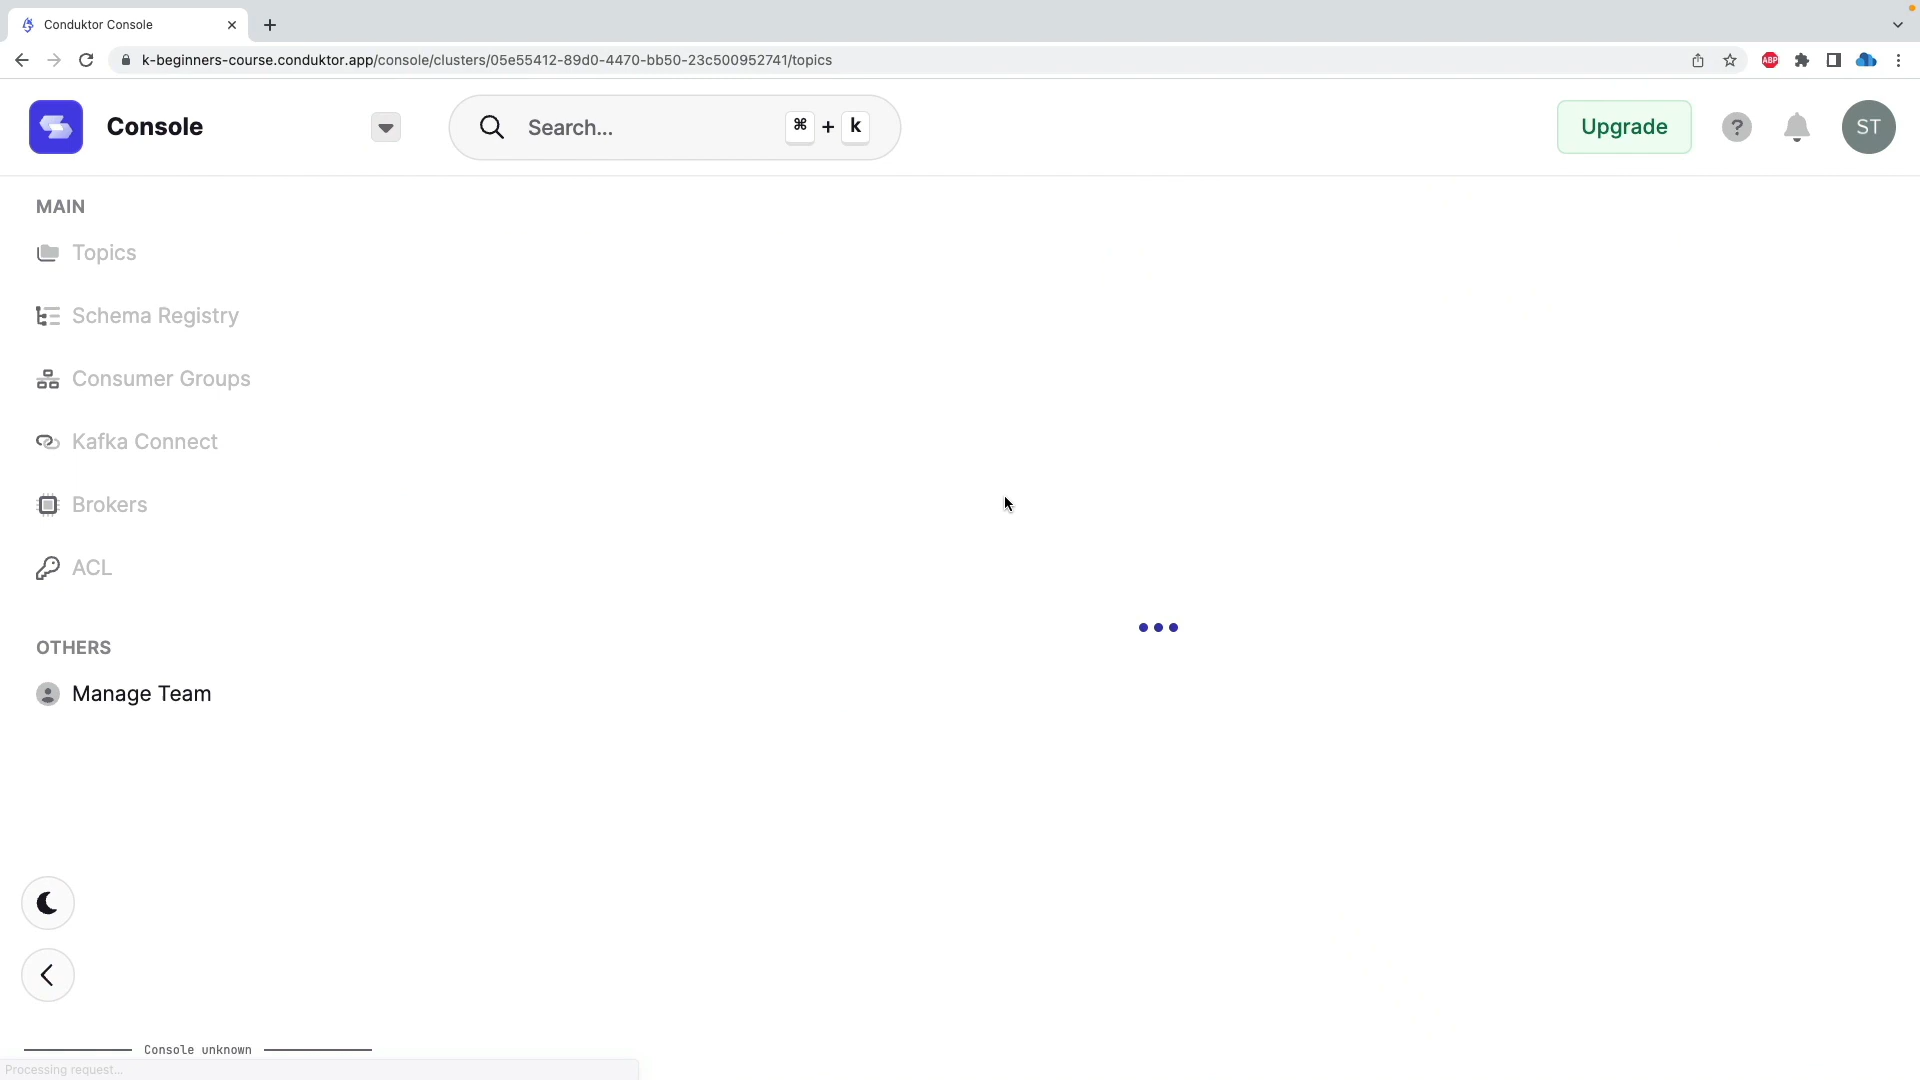 Conduktor Console
k-beginners-course.conduktor.app/console/clusters/05e55412-89d0-4470-bb50-23c500952741/topics
ABP
Console
Search...
⌘ + k
Upgrade
?
ST
MAIN
Topics
Schema Registry
Consumer Groups
Kafka Connect
Brokers
ACL
OTHERS
Manage Team
Console unknown
Processing request...